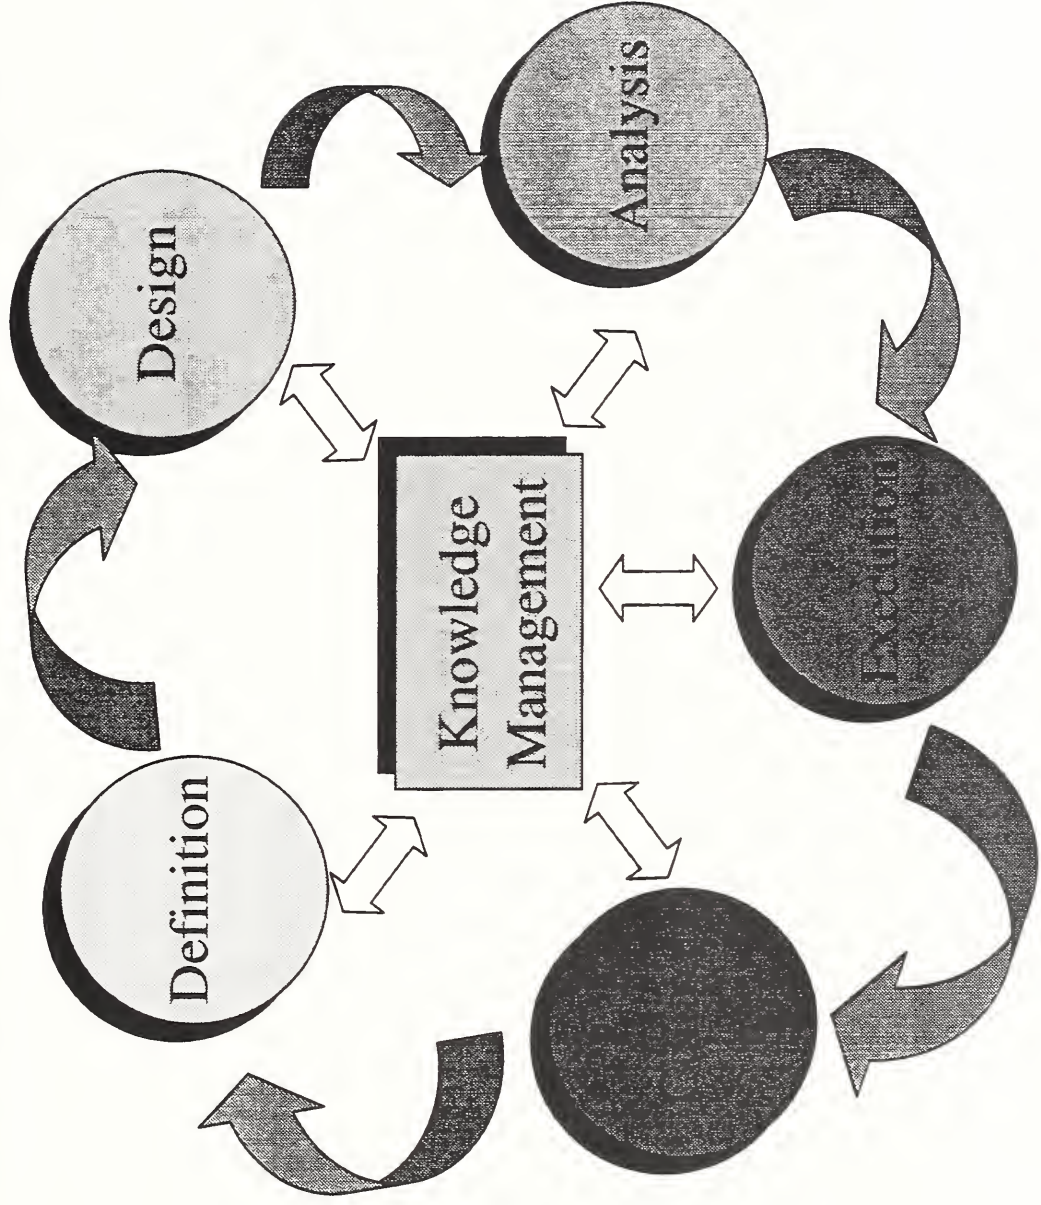 Definition
Design
Knowledge
Management
Analysis
Execution